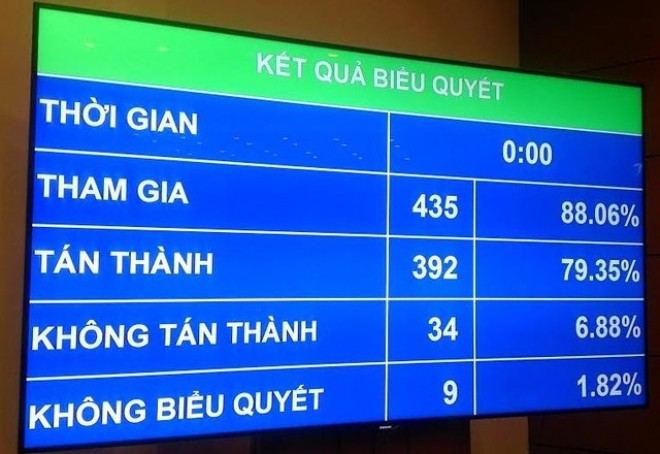 KẾT QUẢ BIỂU QUYẾT
THỜI GIAN 0:00
THAM GIA 435 88.06%
TÁN THÀNH 392 79.35%
KHÔNG TÁN THÀNH 34 6.88%
KHÔNG BIỂU QUYẾT 9 1.82%